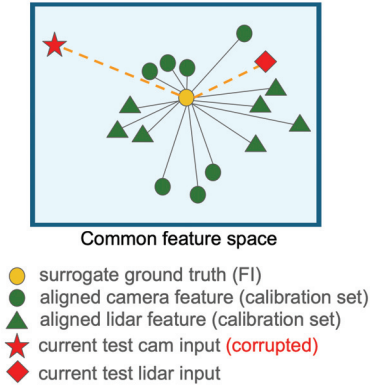 Common feature space
surrogate ground truth (FI)
aligned camera feature (calibration set)
aligned lidar feature (calibration set)
current test cam input (corrupted)
current test lidar input